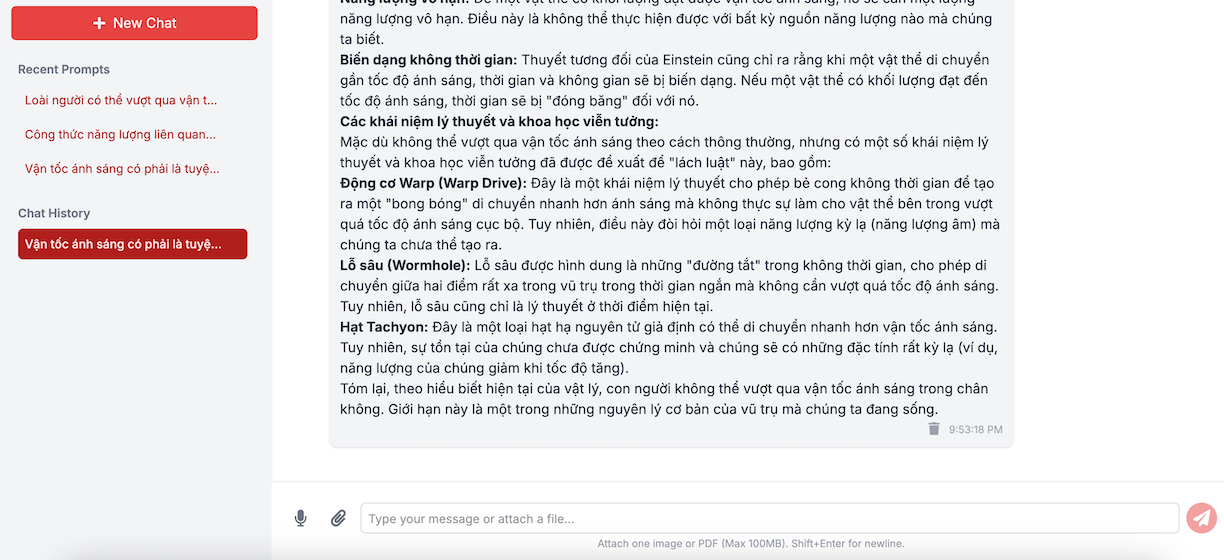 New Chat
Recent Prompts
Loài người có thể vượt qua vận t...
Công thức năng lượng liên quan...
Vận tốc ánh sáng có phải là tuyệ...
Chat History
Vận tốc ánh sáng có phải là tuyệ...
năng lượng vô hạn. Điều này là không thể thực hiện được với bất kỳ nguồn năng lượng nào mà chúng
ta biết.
Biến dạng không thời gian: Thuyết tương đối của Einstein cũng chỉ ra rằng khi một vật thể di chuyển
gần tốc độ ánh sáng, thời gian và không gian sẽ bị biến dạng. Nếu một vật thể có khối lượng đạt đến
tốc độ ánh sáng, thời gian sẽ bị "đóng băng" đối với nó.
Các khái niệm lý thuyết và khoa học viễn tưởng:
Mặc dù không thể vượt qua vận tốc ánh sáng theo cách thông thường, nhưng có một số khái niệm lý
thuyết và khoa học viễn tưởng đã được đề xuất để "lách luật" này, bao gồm:
Động cơ Warp (Warp Drive): Đây là một khái niệm lý thuyết cho phép bẻ cong không thời gian để tạo
ra một "bong bóng" di chuyển nhanh hơn ánh sáng mà không thực sự làm cho vật thể bên trong vượt
quá tốc độ ánh sáng cục bộ. Tuy nhiên, điều này đòi hỏi một loại năng lượng kỳ lạ (năng lượng âm) mà
chúng ta chưa thể tạo ra.
Lỗ sâu (Wormhole): Lỗ sâu được hình dung là những "đường tắt" trong không thời gian, cho phép di
chuyển giữa hai điểm rất xa trong vũ trụ trong thời gian ngắn mà không cần vượt quá tốc độ ánh sáng.
Tuy nhiên, lỗ sâu cũng chỉ là lý thuyết ở thời điểm hiện tại.
Hạt Tachyon: Đây là một loại hạt hạ nguyên tử giả định có thể di chuyển nhanh hơn vận tốc ánh sáng.
Tuy nhiên, sự tồn tại của chúng chưa được chứng minh và chúng sẽ có những đặc tính rất kỳ lạ (ví dụ,
năng lượng của chúng giảm khi tốc độ tăng).
Tóm lại, theo hiểu biết hiện tại của vật lý, con người không thể vượt qua vận tốc ánh sáng trong chân
không. Giới hạn này là một trong những nguyên lý cơ bản của vũ trụ mà chúng ta đang sống.
9:53:18 PM
Type your message or attach a file...
Attach one image or PDF (Max 100MB). Shift+Enter for newline.